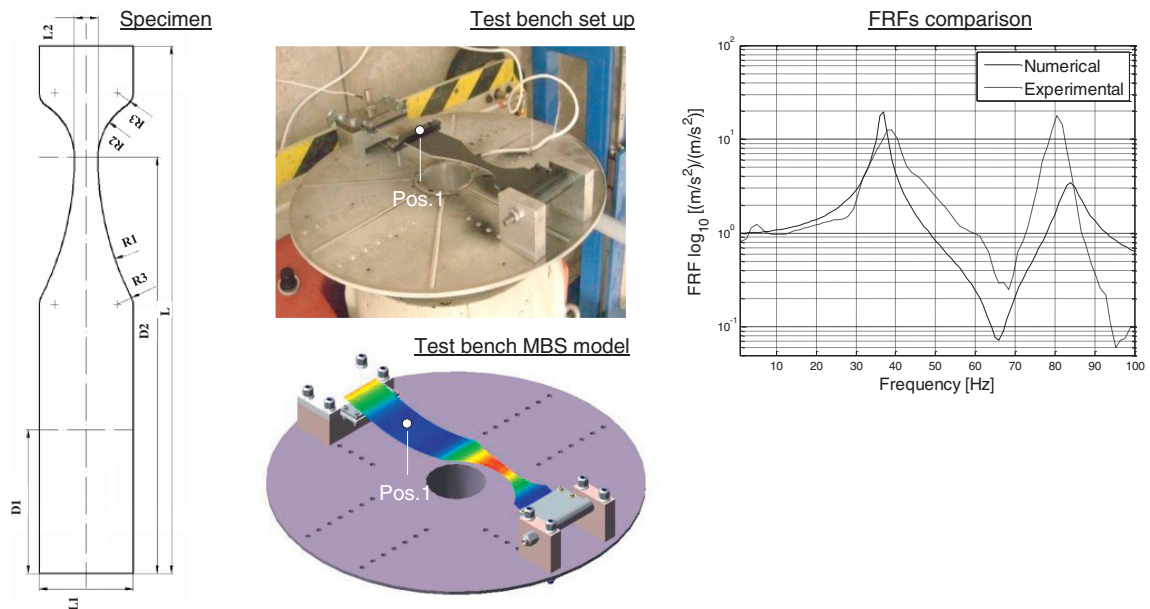 Specimen
L2
R3
R2
R1
R3
D2
L
D1
L1
Test bench set up
Pos.1
Test bench MBS model
Pos.1
FRFs comparison
Numerical
Experimental
FRF log10 [(m/s²)/(m/s²)]
10²
10¹
10⁰
10⁻¹
10 20 30 40 50 60 70 80 90 100
Frequency [Hz]